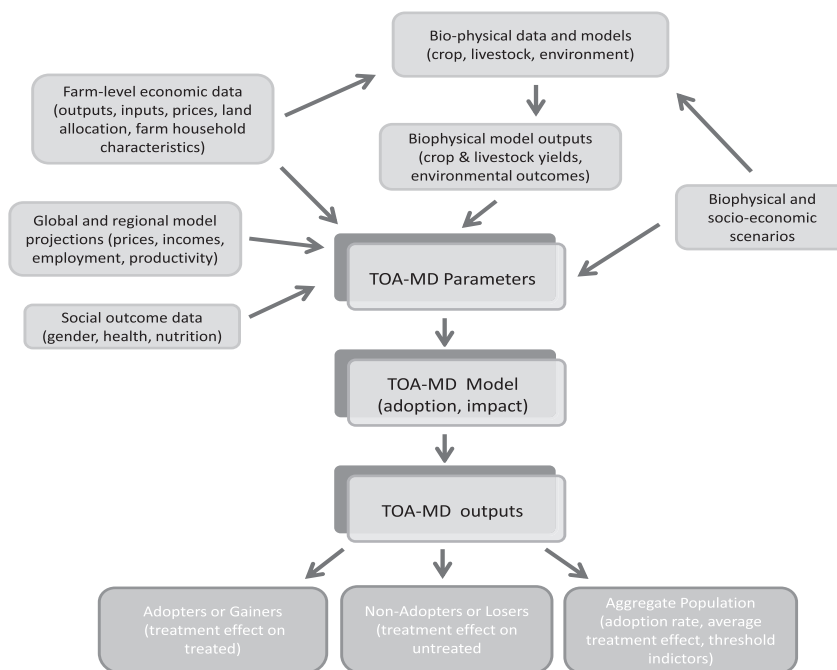 Bio-physical data and models
(crop, livestock, environment)
Farm-level economic data
(outputs, inputs, prices, land
allocation, farm household
characteristics)
Biophysical model outputs
(crop & livestock yields,
environmental outcomes)
Biophysical and
socio-economic
scenarios
Global and regional model
projections (prices, incomes,
employment, productivity)
TOA-MD Parameters
Social outcome data
(gender, health, nutrition)
TOA-MD Model
(adoption, impact)
TOA-MD outputs
Adopters or Gainers
(treatment effect on
treated)
Non-Adopters or Losers
(treatment effect on
untreated
Aggregate Population
(adoption rate, average
treatment effect, threshold
indictors)